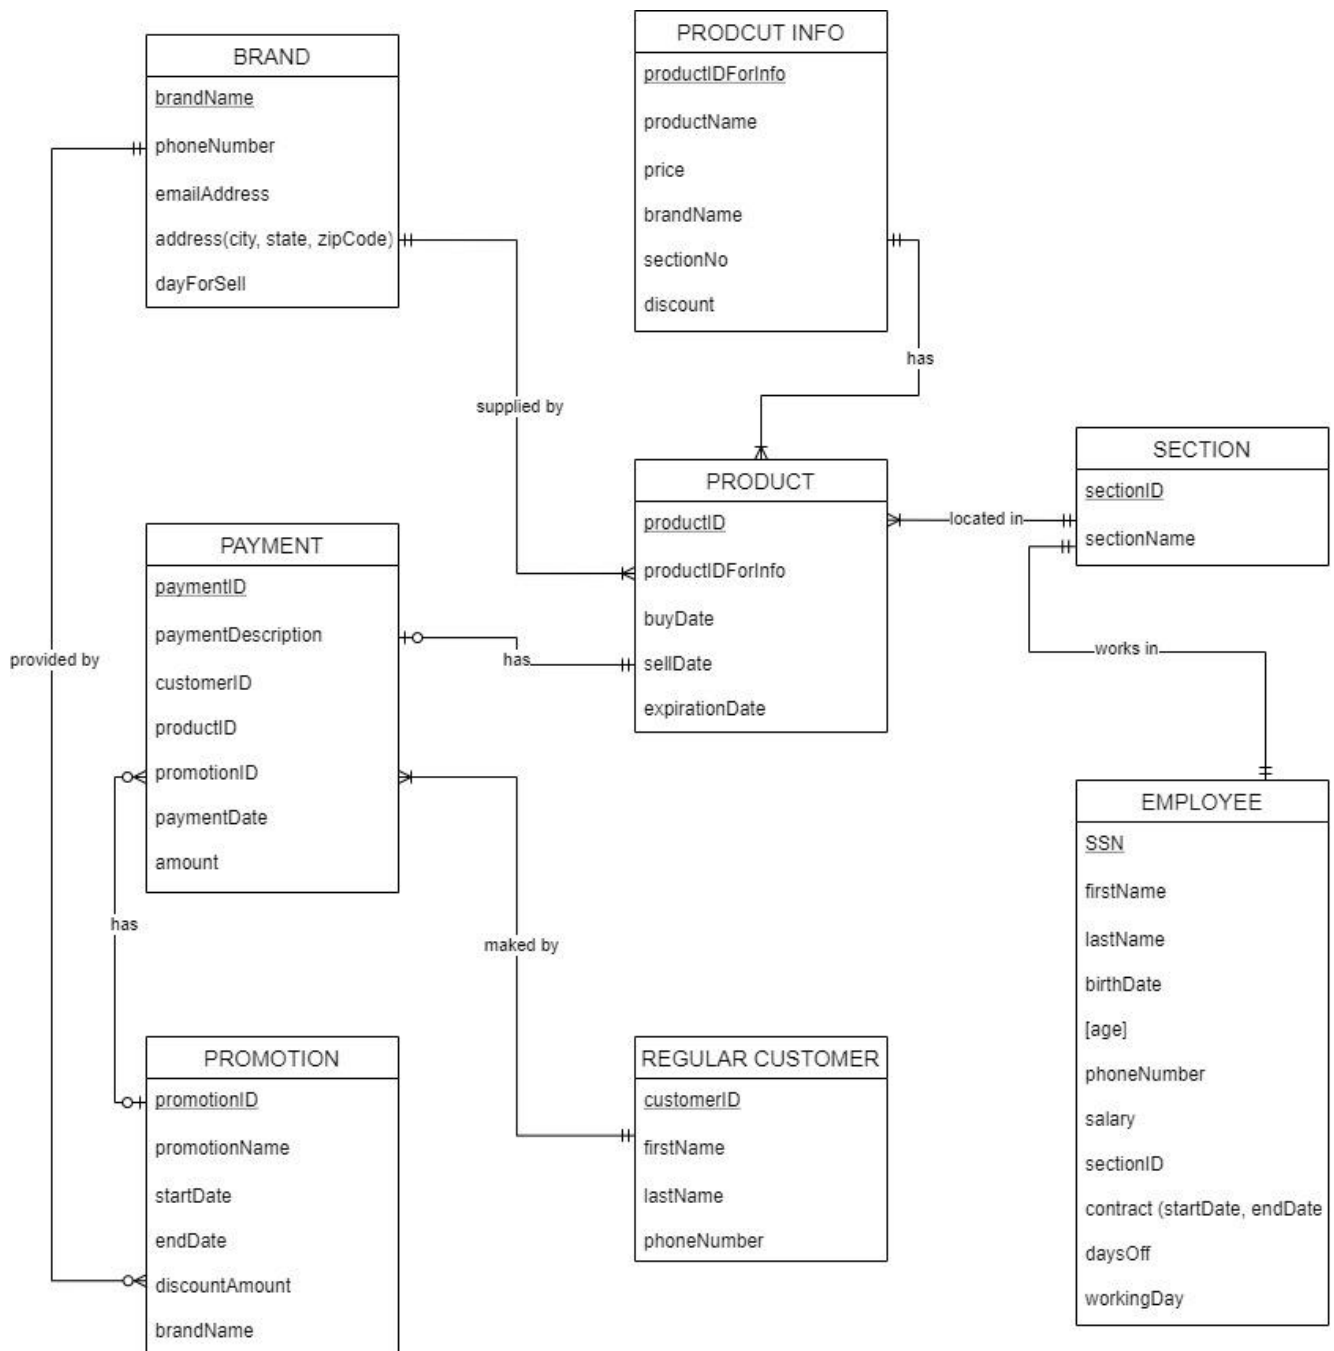 BRAND
brandName
phoneNumber
emailAddress
address(city, state, zipCode)
dayForSell
PRODCUT INFO
productIDForInfo
productName
price
brandName
sectionNo
discount
has
supplied by
PRODUCT
productID
productIDForInfo
buyDate
sellDate
expirationDate
located in
SECTION
sectionID
sectionName
works in
PAYMENT
paymentID
paymentDescription
customerID
productID
promotionID
paymentDate
amount
has
provided by
has
maked by
PROMOTION
promotionID
promotionName
startDate
endDate
discountAmount
brandName
REGULAR CUSTOMER
customerID
firstName
lastName
phoneNumber
EMPLOYEE
SSN
firstName
lastName
birthDate
[age]
phoneNumber
salary
sectionID
contract (startDate, endDate
daysOff
workingDay